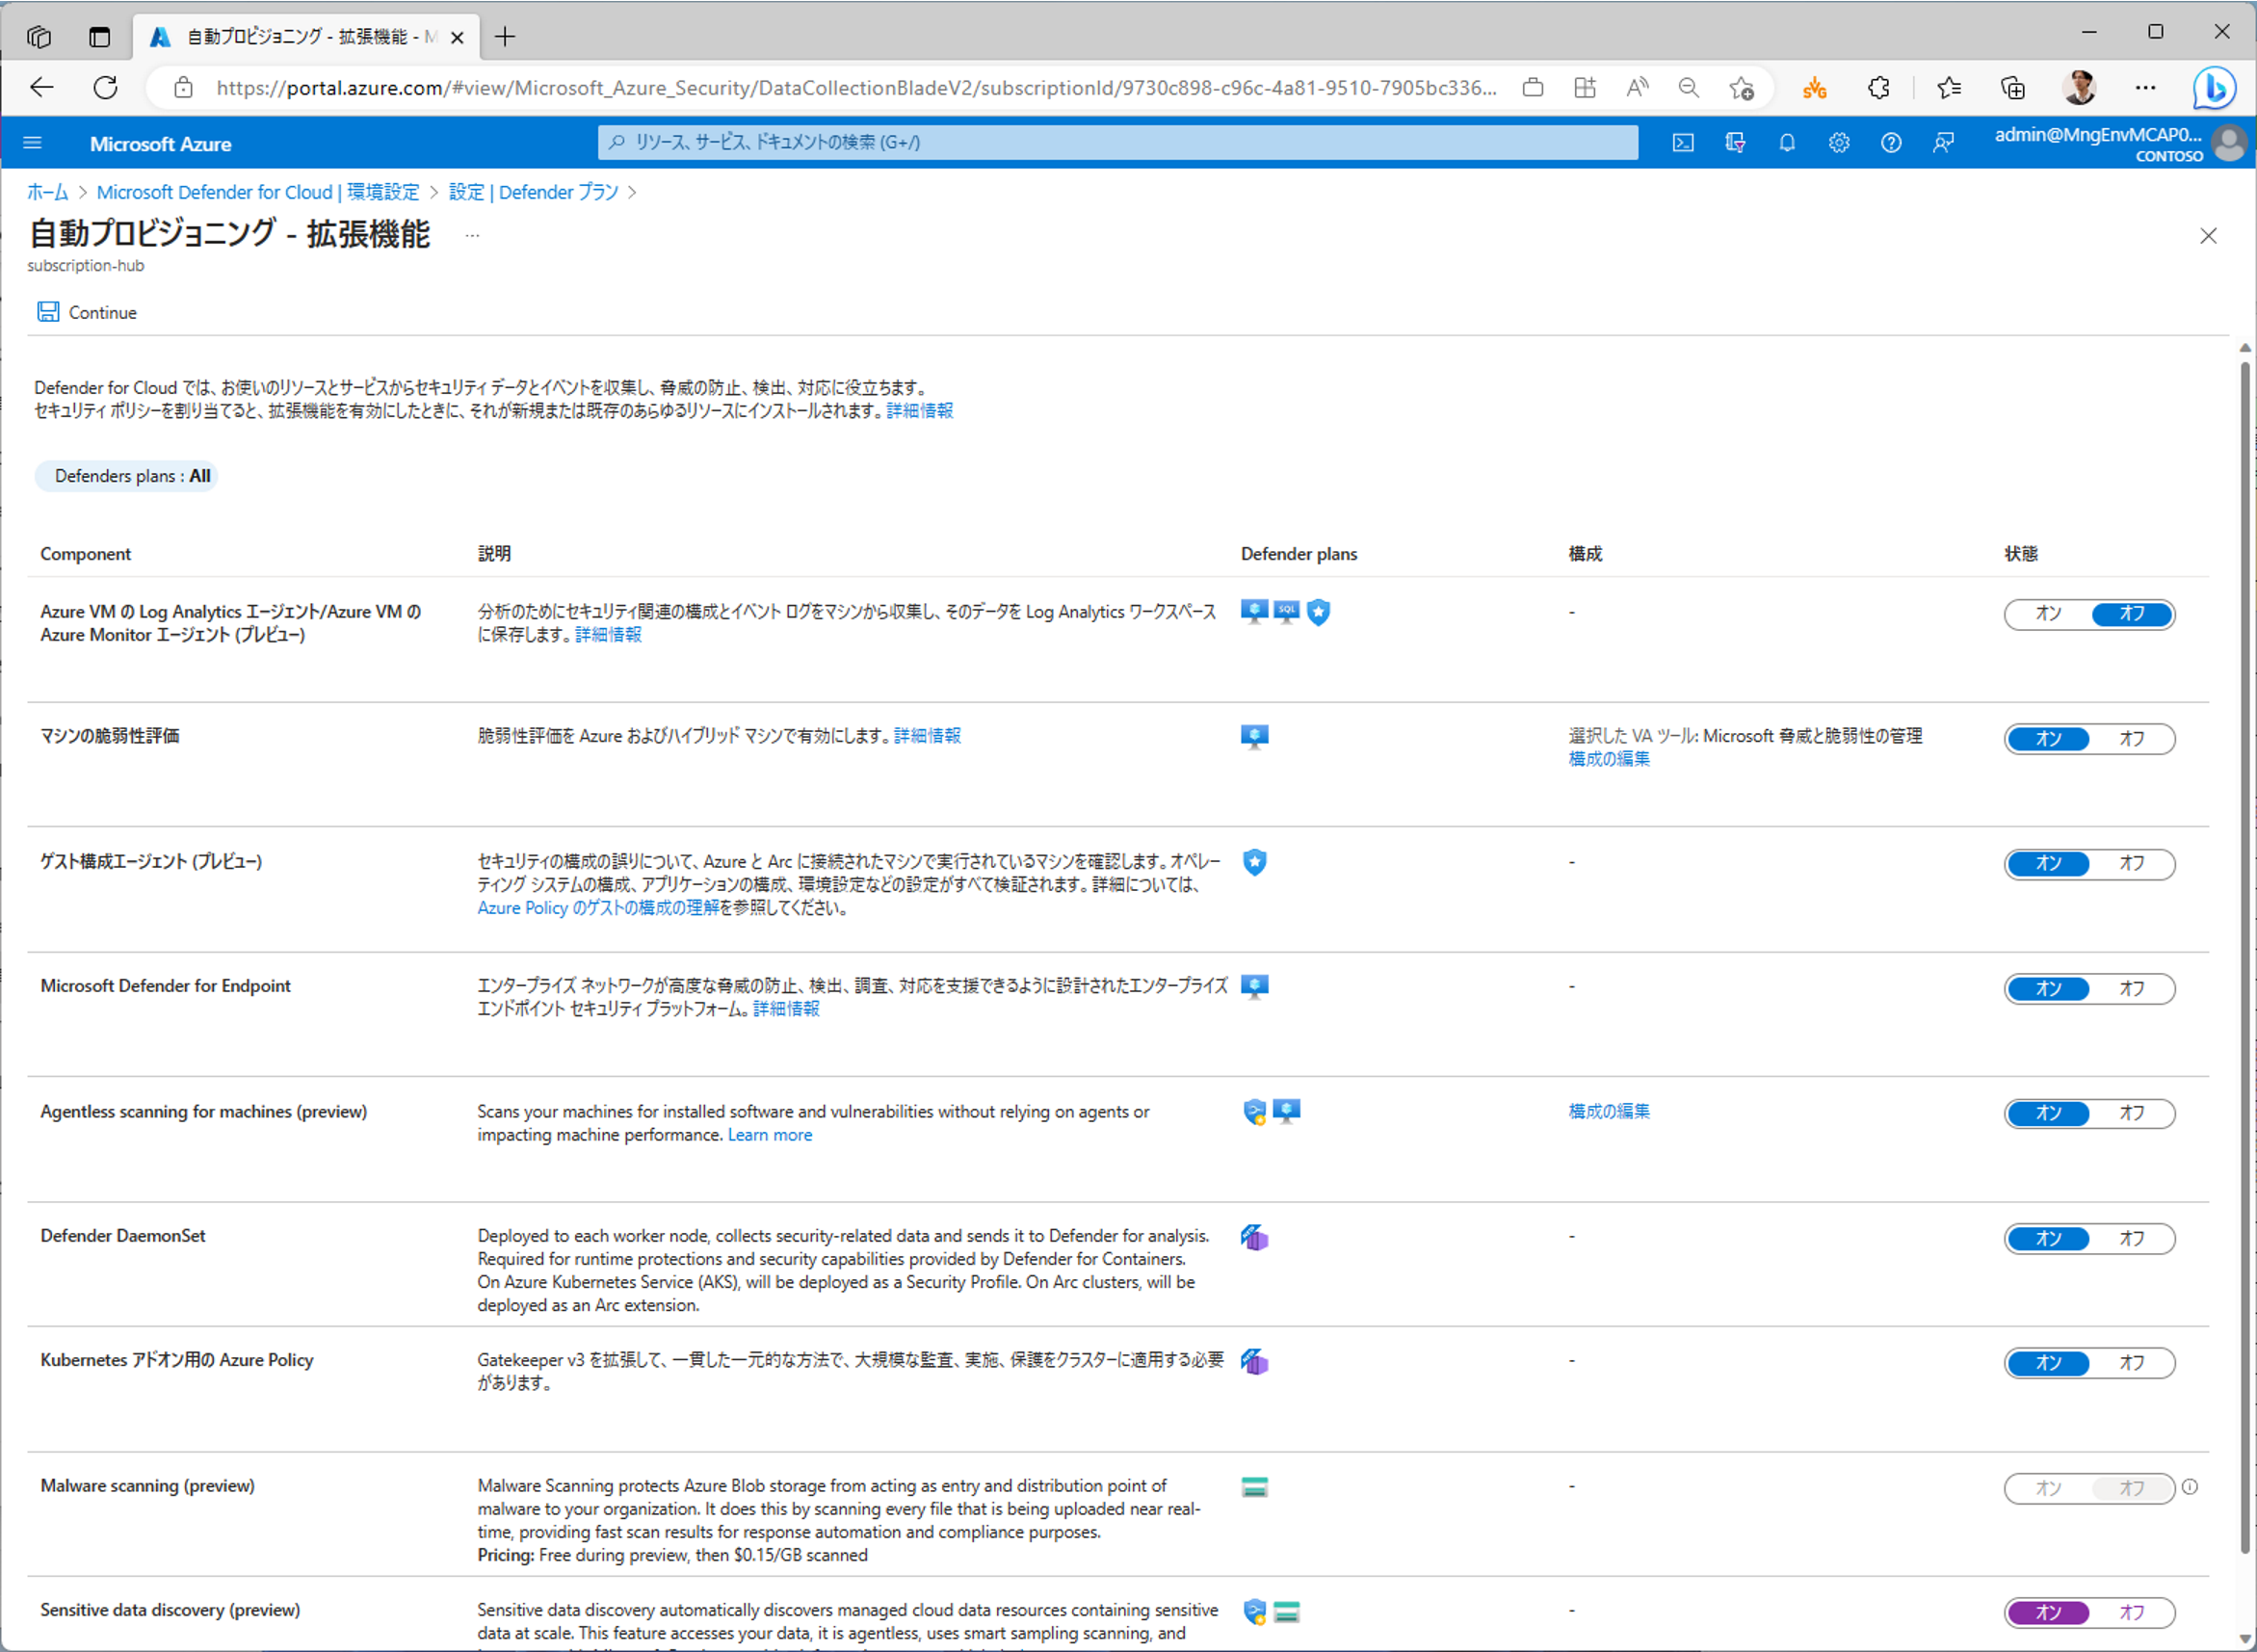 自動プロビジョニング - 拡張機能 - M
https://portal.azure.com/#view/Microsoft_Azure_Security/DataCollectionBladeV2/subscriptionId/9730c898-c96c-4a81-9510-7905bc336...
Microsoft Azure
リソース、サービス、ドキュメントの検索 (G+/)
admin@MngEnvMCAP0...
CONTOSO
ホーム > Microsoft Defender for Cloud | 環境設定 > 設定 | Defender プラン >
自動プロビジョニング - 拡張機能 ...
subscription-hub
Continue
Defender for Cloud では、お使いのリソースとサービスからセキュリティ データとイベントを収集し、脅威の防止、検出、対応に役立ちます。
セキュリティ ポリシーを割り当てると、拡張機能を有効にしたときに、それが新規または既存のあらゆるリソースにインストールされます。詳細情報
Defenders plans : All
Component 説明 Defender plans 構成 状態
Azure VM の Log Analytics エージェント/Azure VM の
Azure Monitor エージェント (プレビュー)
分析のためにセキュリティ関連の構成とイベント ログをマシンから収集し、そのデータを Log Analytics ワークスペース
に保存します。詳細情報
SQL
-
オン オフ
マシンの脆弱性評価
脆弱性評価を Azure およびハイブリッド マシンで有効にします。詳細情報
選択した VA ツール: Microsoft 脅威と脆弱性の管理
構成の編集
オン オフ
ゲスト構成エージェント (プレビュー)
セキュリティの構成の誤りについて、Azure と Arc に接続されたマシンで実行されているマシンを確認します。オペレー
ティング システムの構成、アプリケーションの構成、環境設定などの設定がすべて検証されます。詳細については、
Azure Policy のゲストの構成の理解を参照してください。
-
オン オフ
Microsoft Defender for Endpoint
エンタープライズ ネットワークが高度な脅威の防止、検出、調査、対応を支援できるように設計されたエンタープライズ
エンドポイント セキュリティ プラットフォーム。詳細情報
-
オン オフ
Agentless scanning for machines (preview)
Scans your machines for installed software and vulnerabilities without relying on agents or
impacting machine performance. Learn more
構成の編集
オン オフ
Defender DaemonSet
Deployed to each worker node, collects security-related data and sends it to Defender for analysis.
Required for runtime protections and security capabilities provided by Defender for Containers.
On Azure Kubernetes Service (AKS), will be deployed as a Security Profile. On Arc clusters, will be
deployed as an Arc extension.
-
オン オフ
Kubernetes アドオン用の Azure Policy
Gatekeeper v3 を拡張して、一貫した一元的な方法で、大規模な監査、実施、保護をクラスターに適用する必要
があります。
-
オン オフ
Malware scanning (preview)
Malware Scanning protects Azure Blob storage from acting as entry and distribution point of
malware to your organization. It does this by scanning every file that is being uploaded near real-
time, providing fast scan results for response automation and compliance purposes.
Pricing: Free during preview, then $0.15/GB scanned
-
オン オフ
Sensitive data discovery (preview)
Sensitive data discovery automatically discovers managed cloud data resources containing sensitive
data at scale. This feature accesses your data, it is agentless, uses smart sampling scanning, and
-
オン オフ